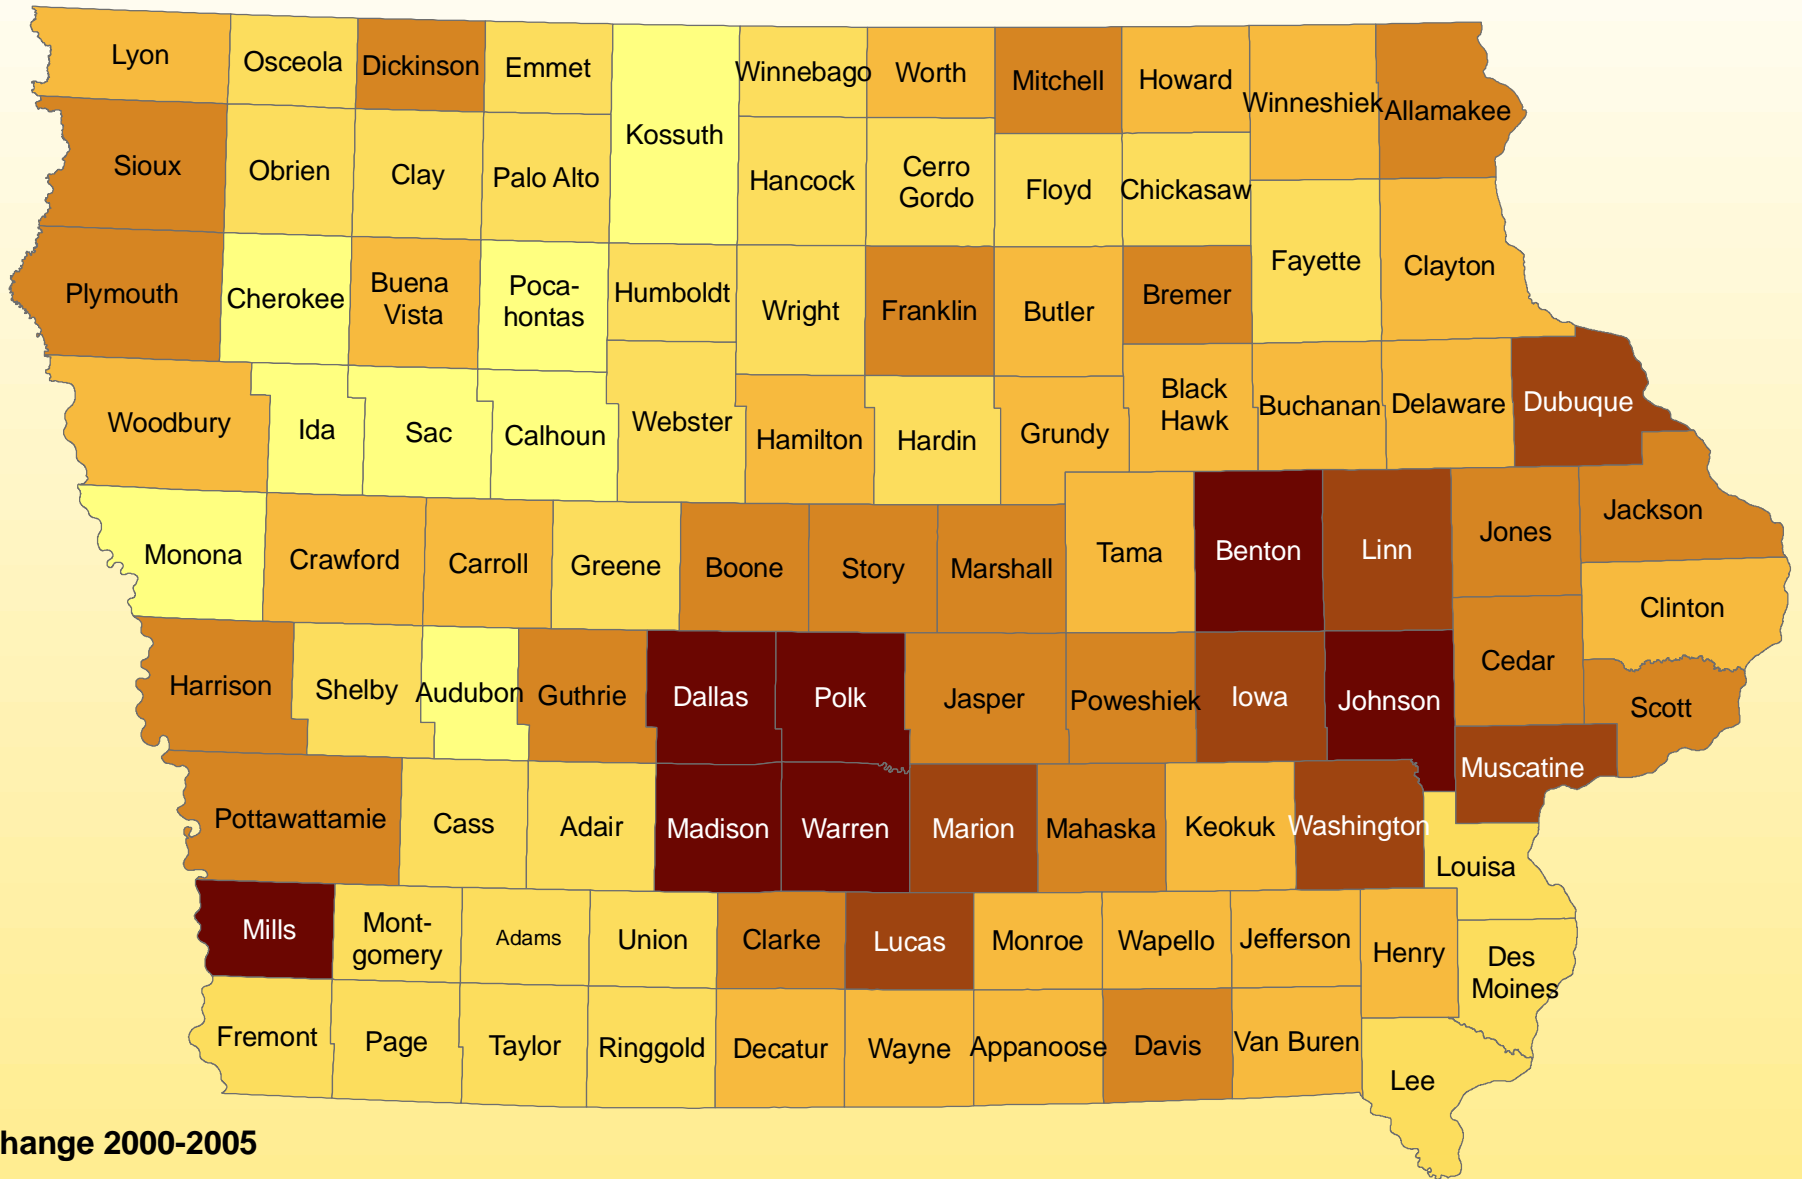 Lyon
Osceola
Dickinson
Emmet
Kossuth
Winnebago
Worth
Mitchell
Howard
Winneshiek
Allamakee
Sioux
Obrien
Clay
Palo Alto
Hancock
Cerro
Gordo
Floyd
Chickasaw
Plymouth
Cherokee
Buena
Vista
Poca-
hontas
Humboldt
Wright
Franklin
Butler
Bremer
Fayette
Clayton
Woodbury
Ida
Sac
Calhoun
Webster
Hamilton
Hardin
Grundy
Black
Hawk
Buchanan
Delaware
Dubuque
Monona
Crawford
Carroll
Greene
Boone
Story
Marshall
Tama
Benton
Linn
Jones
Jackson
Clinton
Harrison
Shelby
Audubon
Guthrie
Dallas
Polk
Jasper
Poweshiek
Iowa
Johnson
Cedar
Scott
Muscatine
Pottawattamie
Cass
Adair
Madison
Warren
Marion
Mahaska
Keokuk
Washington
Louisa
Mills
Mont-
gomery
Adams
Union
Clarke
Lucas
Monroe
Wapello
Jefferson
Henry
Des
Moines
Fremont
Page
Taylor
Ringgold
Decatur
Wayne
Appanoose
Davis
Van Buren
Lee
hange 2000-2005